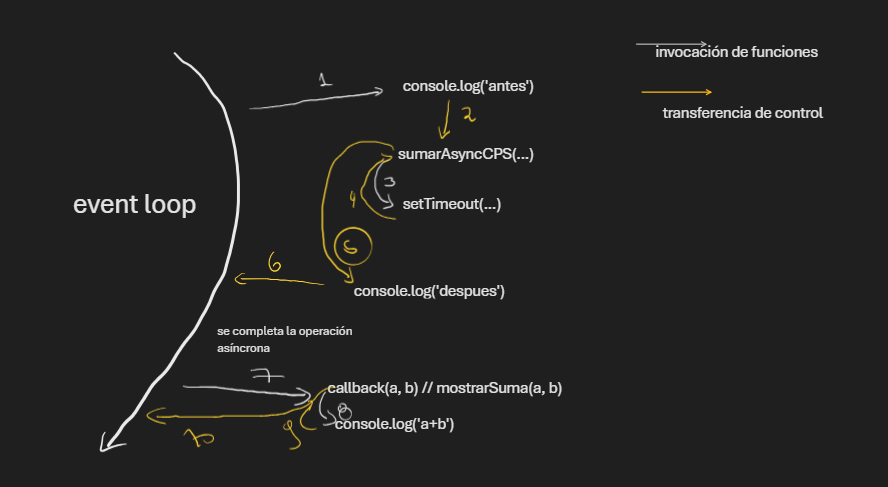 1
console.log('antes')
invocación de funciones
2
transferencia de control
sumarAsyncCPS(...)
3
4
setTimeout(...)
event loop
6
console.log('despues')
se completa la operación
asíncrona
7
callback(a, b) // mostrarSuma(a, b)
8
console.log('a+b')
9
10